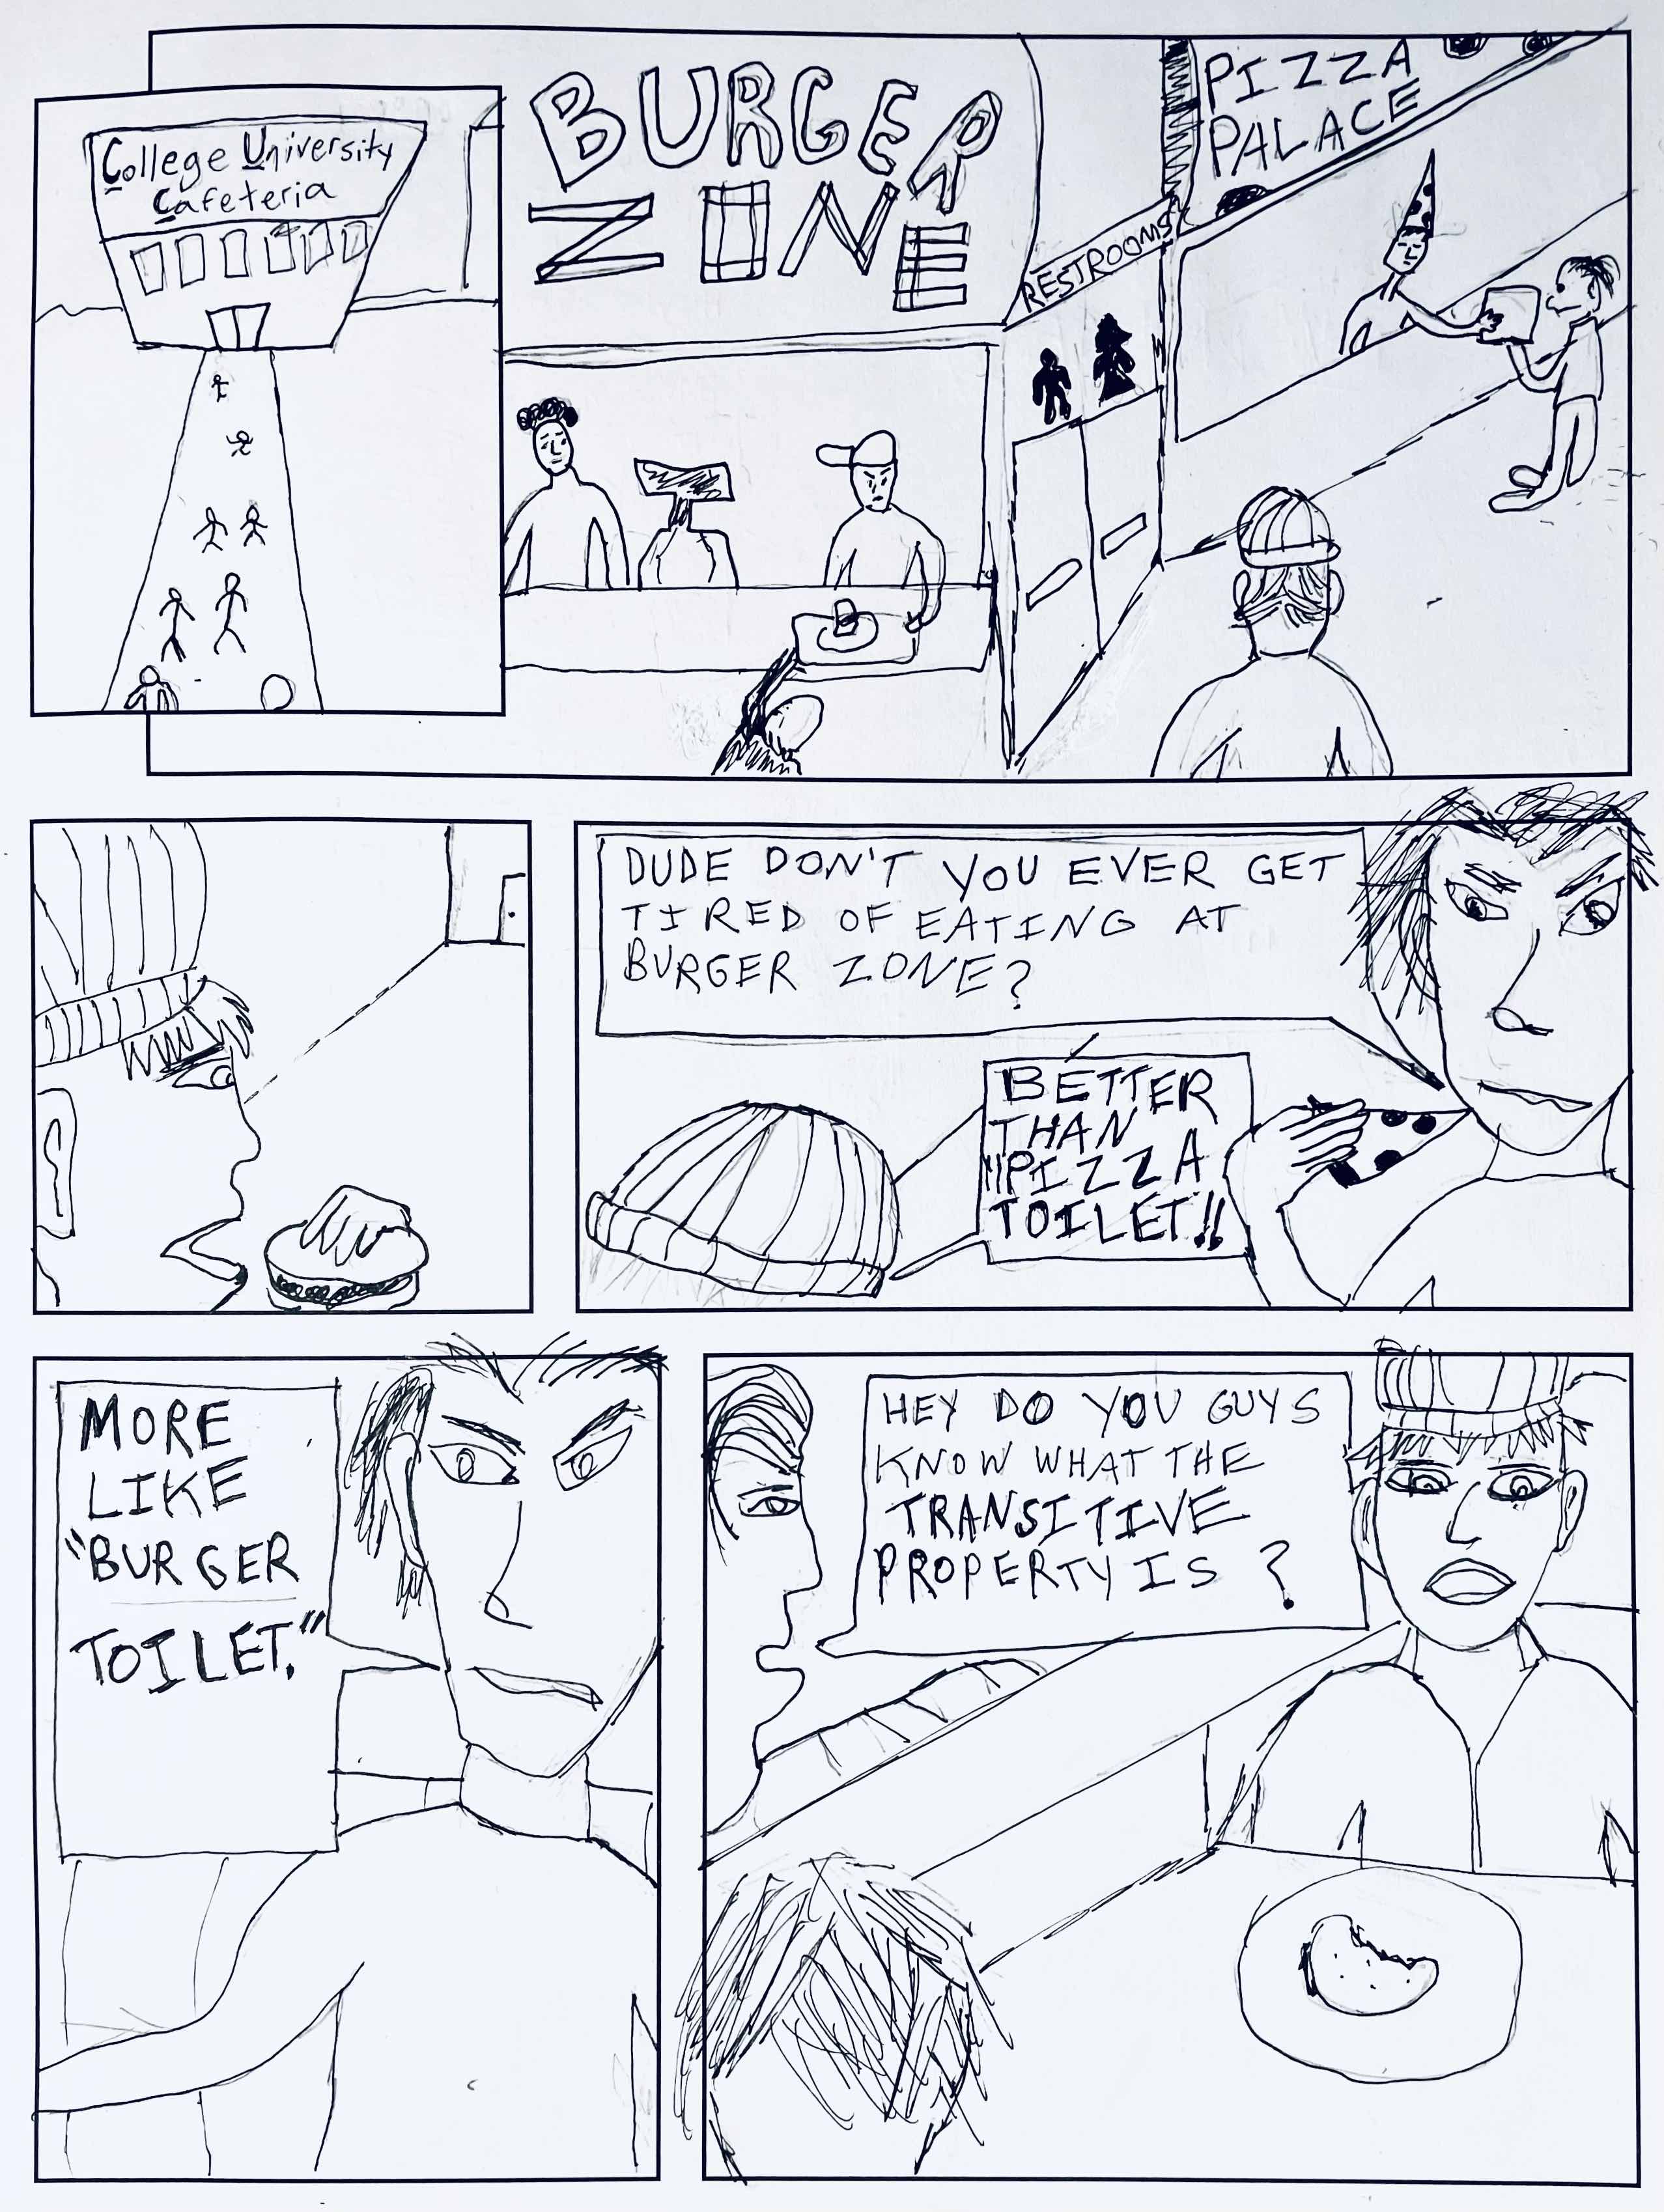 College University
Cafeteria
BURGER
ZONE
RESTROOMS
PIZZA
PALACE
DUDE DON'T YOU EVER GET
TIRED OF EATING AT
BURGER ZONE?
BETTER
THAN
"PIZZA
TOILET!!
MORE
LIKE
"BURGER
TOILET."
HEY DO YOU GUYS
KNOW WHAT THE
TRANSITIVE
PROPERTY IS?